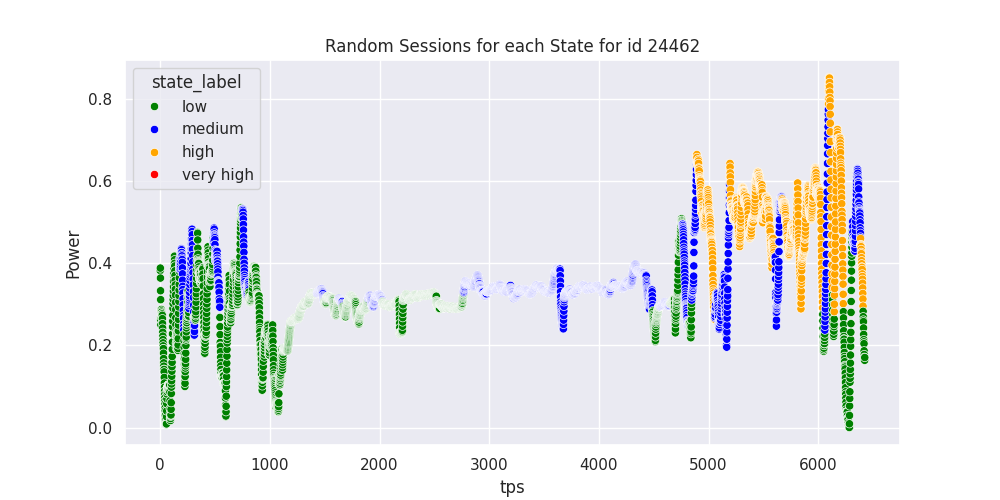 Random Sessions for each State for id 24462
state_label
low
medium
high
very high
Power
0.8
0.6
0.4
0.2
0.0
0 1000 2000 3000 4000 5000 6000
tps